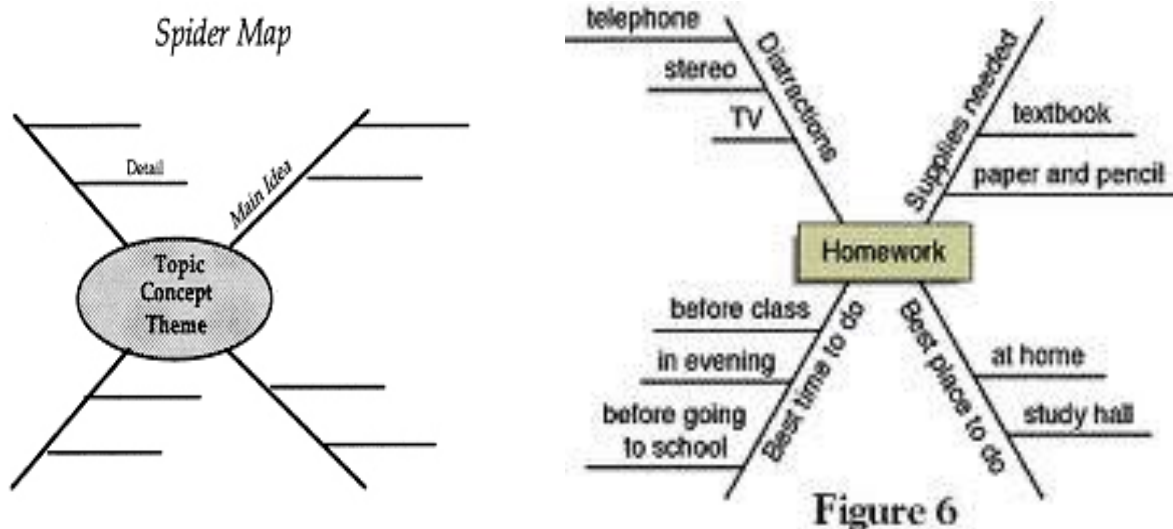 Spider Map
Detail
Main Idea
Topic
Concept
Theme
telephone
stereo
TV
Distractions
Supplies needed
textbook
paper and pencil
Homework
before class
in evening
before going
to school
Best time to do
Best place to do
at home
study hall
Figure 6